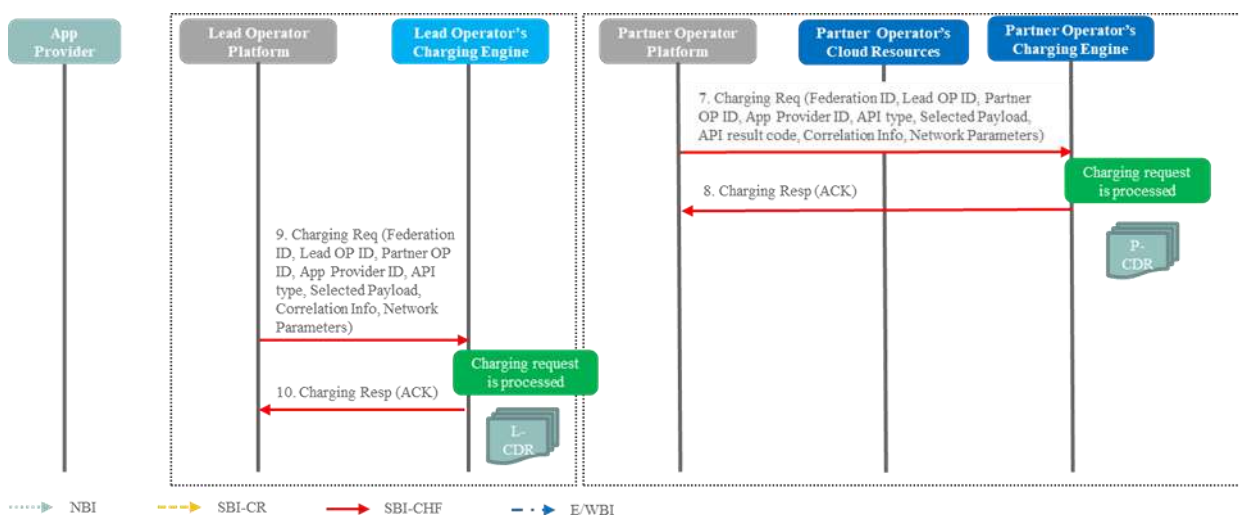 App
Provider
Lead Operator
Platform
Lead Operator's
Charging Engine
Partner Operator
Platform
Partner Operator's
Cloud Resources
Partner Operator's
Charging Engine
7. Charging Req (Federation ID, Lead OP ID, Partner
OP ID, App Provider ID, API type, Selected Payload,
API result code, Correlation Info, Network Parameters)
Charging request
is processed
8. Charging Resp (ACK)
P-
CDR
9. Charging Req (Federation
ID, Lead OP ID, Partner OP
ID, App Provider ID, API
type, Selected Payload,
Correlation Info, Network
Parameters)
Charging request
is processed
10. Charging Resp (ACK)
L-
CDR
NBI
SBI-CR
SBI-CHF
E/WBI